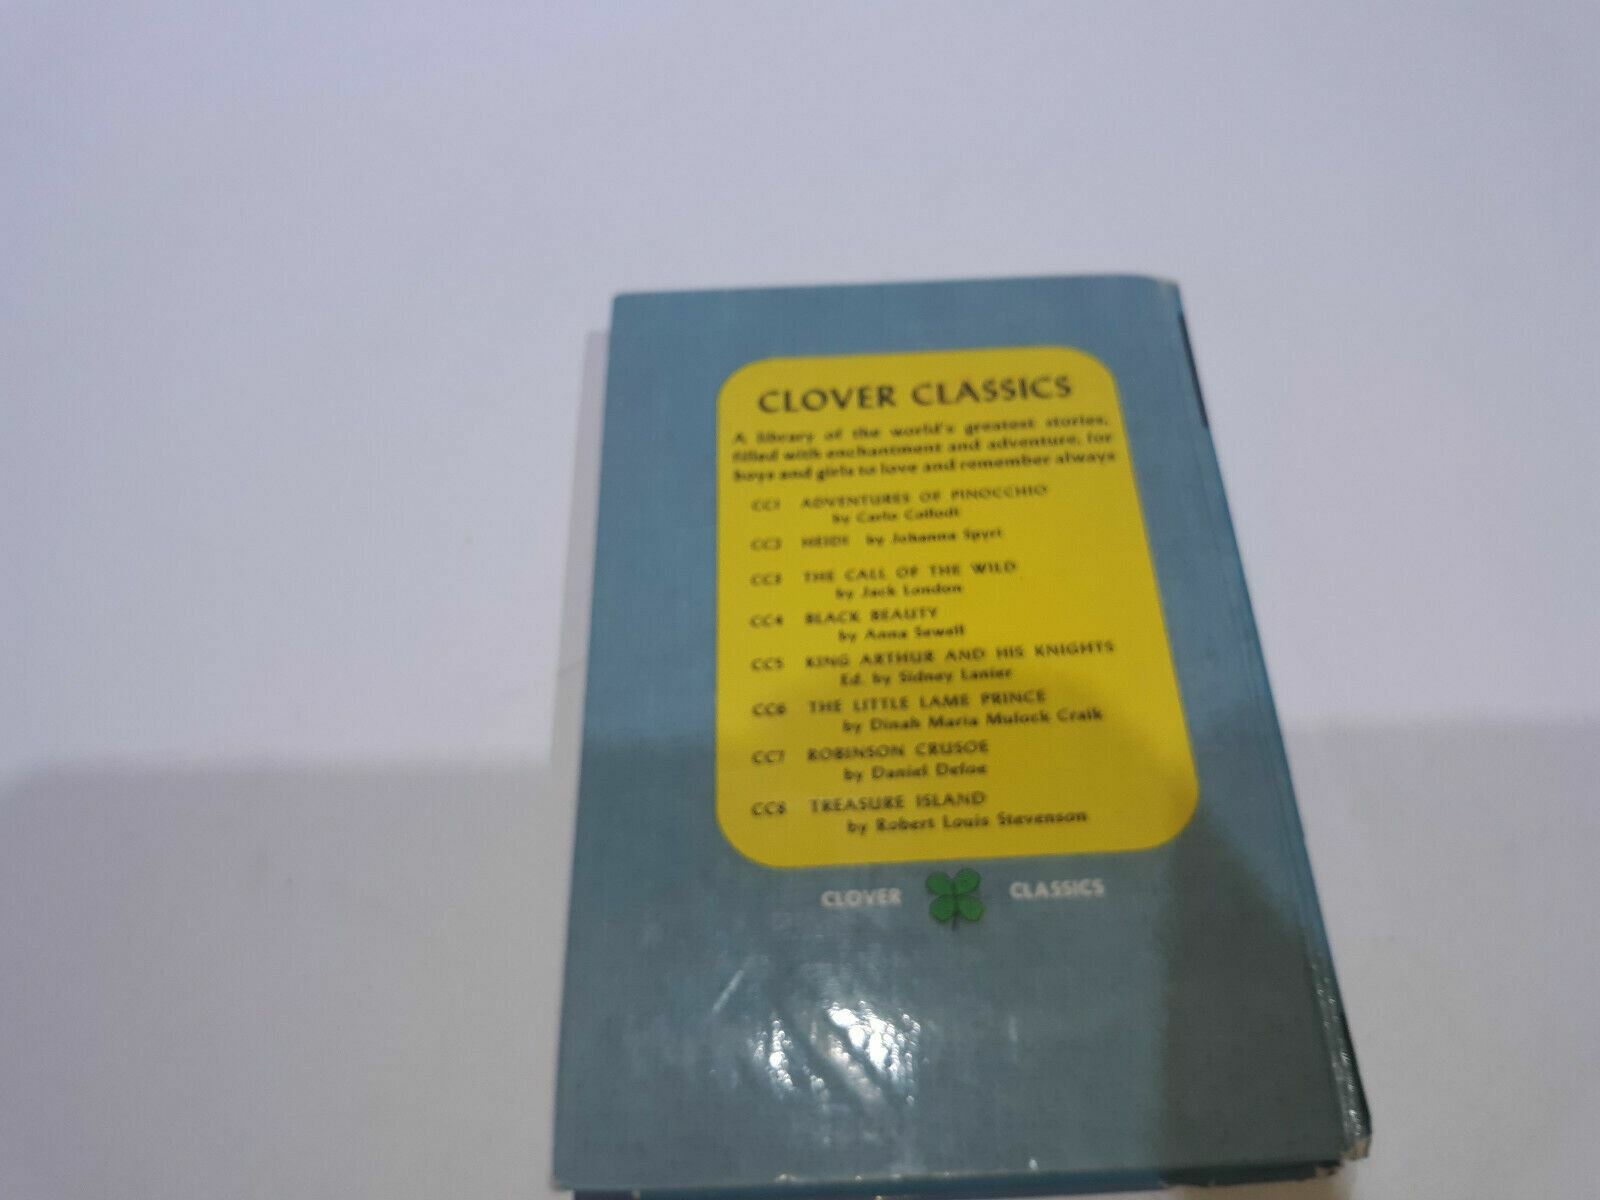 CLOVER CLASSICS
A library of the world's greatest stories,
filled with enchantment and adventure, for
boys and girls to love and remember always
CC1 ADVENTURES OF PINOCCHIO
by Carlo Collodi
CC2 HEIDI by Johanna Spyri
CC3 THE CALL OF THE WILD
by Jack London
CC4 BLACK BEAUTY
by Anna Sewell
CC5 KING ARTHUR AND HIS KNIGHTS
Ed. by Sidney Lanier
CC6 THE LITTLE LAME PRINCE
by Dinah Maria Mulock Craik
CC7 ROBINSON CRUSOE
by Daniel Defoe
CC8 TREASURE ISLAND
by Robert Louis Stevenson
CLOVER CLASSICS